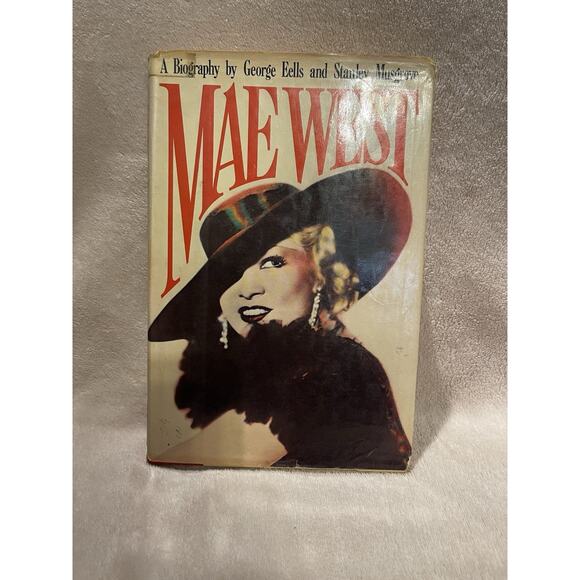 A Biography by George Eells and Stanley Musgrove
MAE WEST